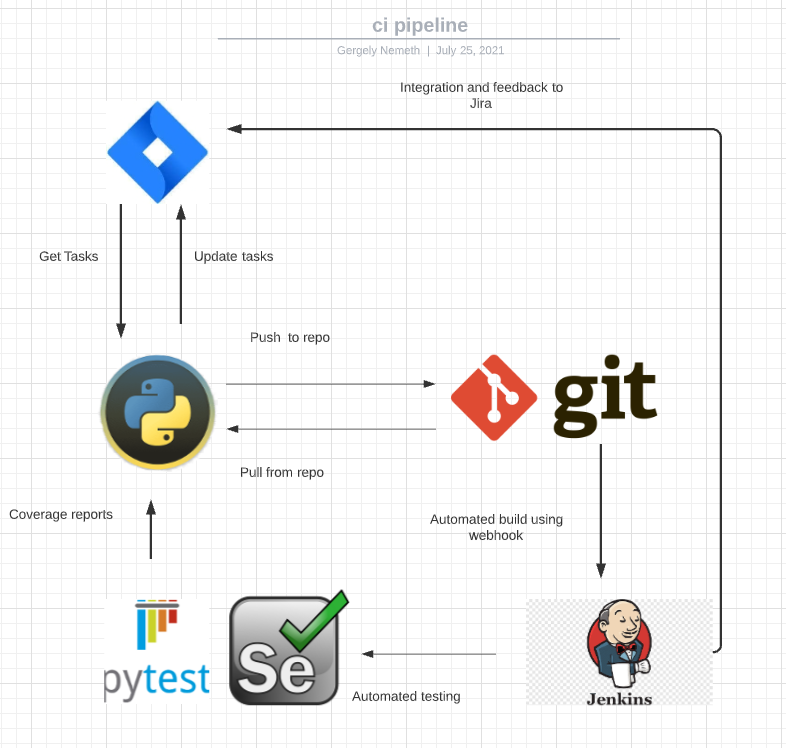 ci pipeline
Gergely Nemeth | July 25, 2021
Integration and feedback to
Jira
Get Tasks
Update tasks
Push to repo
git
Pull from repo
Coverage reports
Automated build using
webhook
pytest
Se
Jenkins
Automated testing